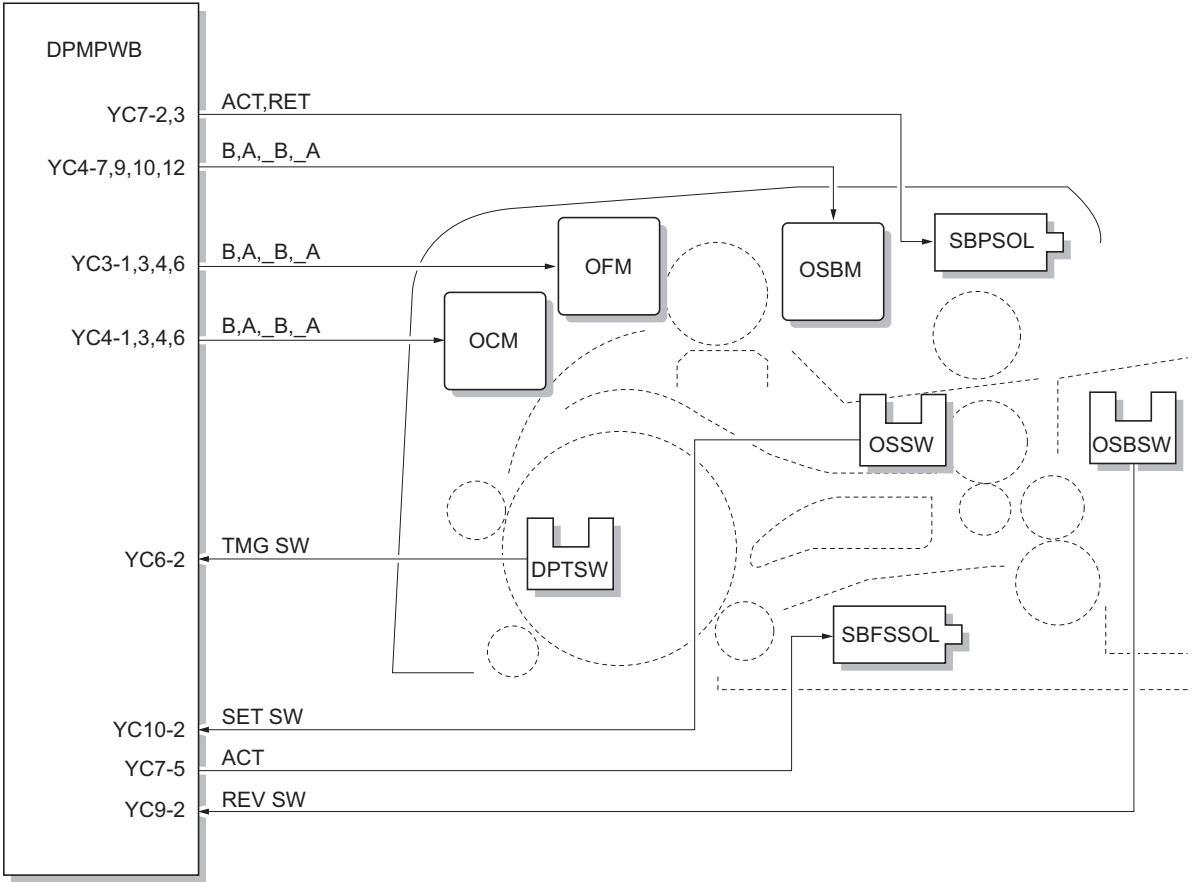 DPMPWB
YC7-2,3 ACT,RET
YC4-7,9,10,12 B,A,_B,_A
SBPSOL
OFM
OSBM
YC3-1,3,4,6 B,A,_B,_A
YC4-1,3,4,6 B,A,_B,_A
OCM
OSSW
OSBSW
YC6-2 TMG SW
DPTSW
SBFSSOL
YC10-2 SET SW
YC7-5 ACT
YC9-2 REV SW